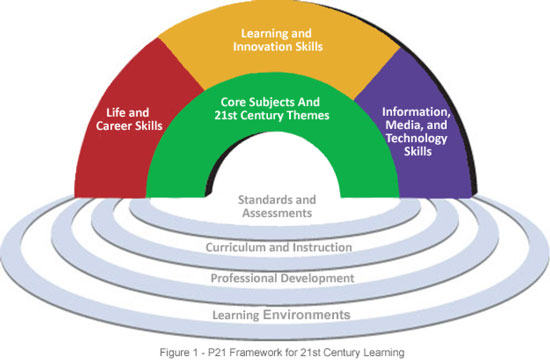 Learning and
Innovation Skills
Core Subjects And
21st Century Themes
Life and
Career Skills
Information,
Media, and
Technology
Skills
Standards and
Assessments
Curriculum and Instruction
Professional Development
Learning Environments
Figure 1 - P21 Framework for 21st Century Learning